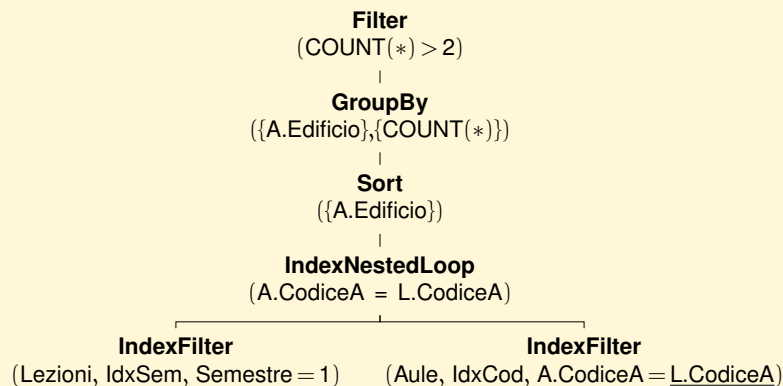 Filter
(COUNT(∗) > 2)
GroupBy
({A.Edificio},{COUNT(∗)})
Sort
({A.Edificio})
IndexNestedLoop
(A.CodiceA = L.CodiceA)
IndexFilter IndexFilter
(Lezioni, IdxSem, Semestre = 1) (Aule, IdxCod, A.CodiceA = L.CodiceA)